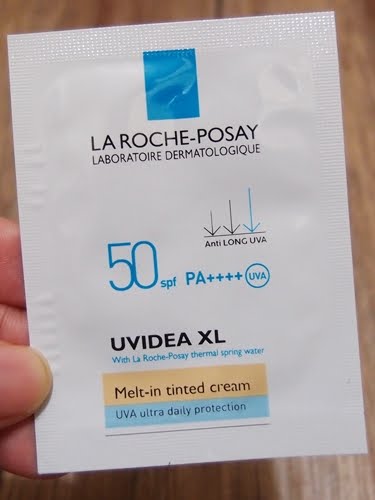 LA ROCHE-POSAY
LABORATOIRE DERMATOLOGIQUE
Anti LONG UVA
50 spf PA++++ UVA
UVIDEA XL
With La Roche-Posay thermal spring water
Melt-in tinted cream
UVA ultra daily protection